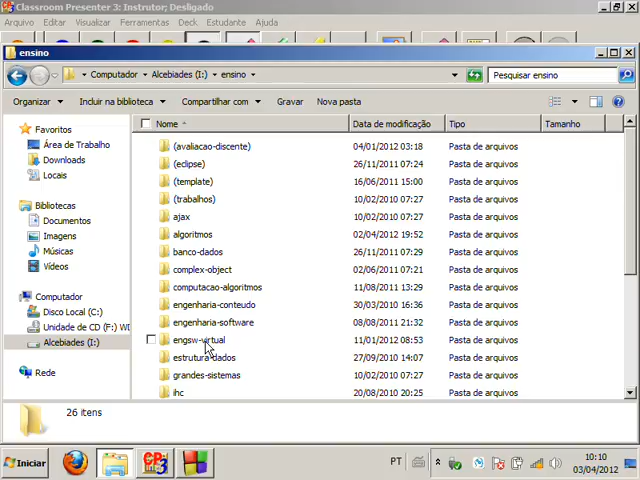 Classroom Presenter 3: Instrutor; Desligado
Arquivo Editar Visualizar Ferramentas Deck Estudante Ajuda
ensino
Computador Alcebiades (I:) ensino Pesquisar ensino
Organizar Incluir na biblioteca Compartilhar com Gravar Nova pasta
Nome Data de modificação Tipo Tamanho
Favoritos
Área de Trabalho
Downloads
Locais
Bibliotecas
Documentos
Imagens
Músicas
Vídeos
Computador
Disco Local (C:)
Unidade de CD (F:) WI
Alcebiades (I:)
Rede
(avaliacao-discente) 04/01/2012 03:18 Pasta de arquivos
(eclipse) 26/11/2011 07:24 Pasta de arquivos
(template) 16/06/2011 15:00 Pasta de arquivos
(trabalhos) 10/02/2010 07:27 Pasta de arquivos
ajax 10/02/2010 07:27 Pasta de arquivos
algoritmos 02/04/2012 19:52 Pasta de arquivos
banco-dados 26/11/2011 07:29 Pasta de arquivos
complex-object 02/06/2011 07:21 Pasta de arquivos
computacao-algoritmos 11/08/2011 13:29 Pasta de arquivos
engenharia-conteudo 30/03/2010 16:36 Pasta de arquivos
engenharia-software 08/08/2011 21:32 Pasta de arquivos
engsw-virtual 11/01/2012 08:53 Pasta de arquivos
estrutura-dados 27/09/2010 14:07 Pasta de arquivos
grandes-sistemas 10/02/2010 07:27 Pasta de arquivos
ihc 20/08/2010 20:25 Pasta de arquivos
26 itens
Iniciar PT 10:10
03/04/2012